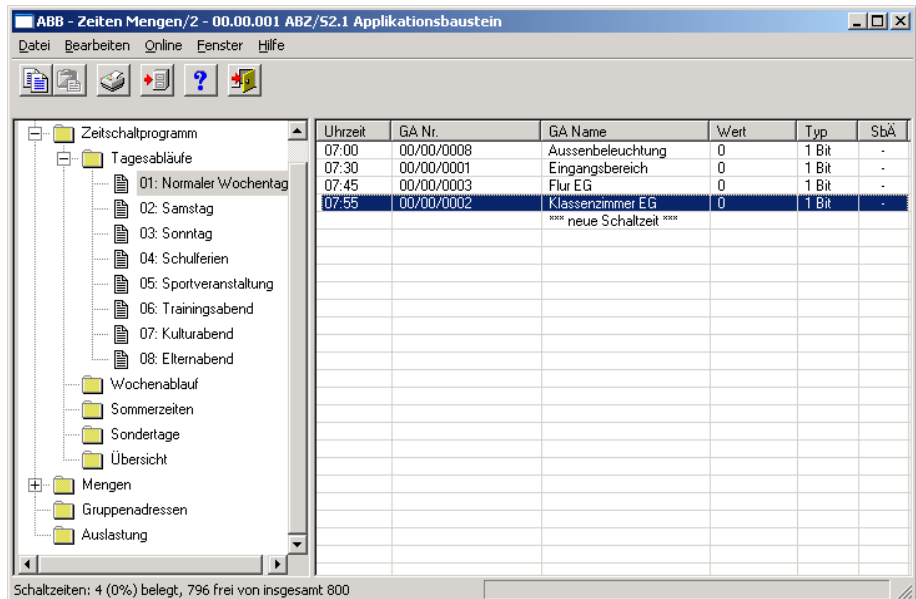 ABB - Zeiten Mengen/2 - 00.00.001 ABZ/S2.1 Applikationsbaustein
Datei Bearbeiten Online Fenster Hilfe
Zeitschaltprogramm
Tagesabläufe
01: Normaler Wochentag
02: Samstag
03: Sonntag
04: Schulferien
05: Sportveranstaltung
06: Trainingsabend
07: Kulturabend
08: Elternabend
Wochenablauf
Sommerzeiten
Sondertage
Übersicht
Mengen
Gruppenadressen
Auslastung
Uhrzeit GA Nr. GA Name Wert Typ SbÄ
07:00 00/00/0008 Aussenbeleuchtung 0 1 Bit -
07:30 00/00/0001 Eingangsbereich 0 1 Bit -
07:45 00/00/0003 Flur EG 0 1 Bit -
07:55 00/00/0002 Klassenzimmer EG 0 1 Bit -
*** neue Schaltzeit ***
Schaltzeiten: 4 (0%) belegt, 796 frei von insgesamt 800